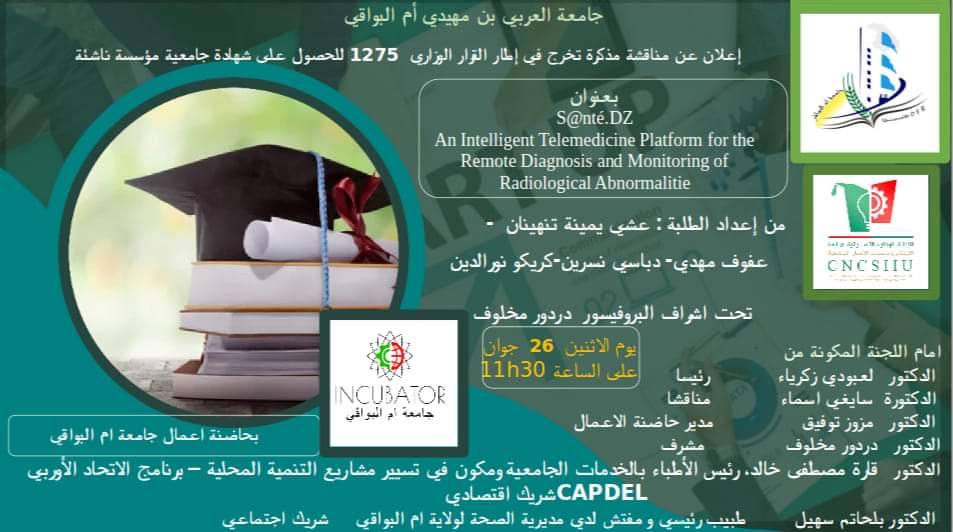 جامعة العربي بن مهيدي أم البواقي
إعلان عن مناقشة مذكرة تخرج في إطار القرار الوزاري 1275 للحصول على شهادة جامعية مؤسسة ناشئة
بعنوان
S@nté.DZ
An Intelligent Telemedicine Platform for the
Remote Diagnosis and Monitoring of
Radiological Abnormalitie
من إعداد الطلبة : عشي يمينة تنهينان -
عفوف مهدي- دباسي نسرين-كريكو نورالدين
تحت اشراف البروفيسور دردور مخلوف
يوم الاثنين 26 جوان
على الساعة 11h30
امام اللجنة المكونة من
الدكتور لعبودي زكرياء رئيسا
الدكتورة سايغي اسماء مناقشا
الدكتور مزوز توفيق مدير حاضنة الاعمال
الدكتور دردور مخلوف مشرف
الدكتور قارة مصطفى خالد، رئيس الأطباء بالخدمات الجامعية ومكون في تسيير مشاريع التنمية المحلية – برنامج الاتحاد الأوربي
CAPDEL شريك اقتصادي
الدكتور بلحاتم سهيل طبيب رئيسي و مفتش لدي مديرية الصحة لولاية ام البواقي شريك اجتماعي
بحاضنة اعمال جامعة ام البواقي
INCUBATOR
جامعة ام البواقي
CNCSIIU